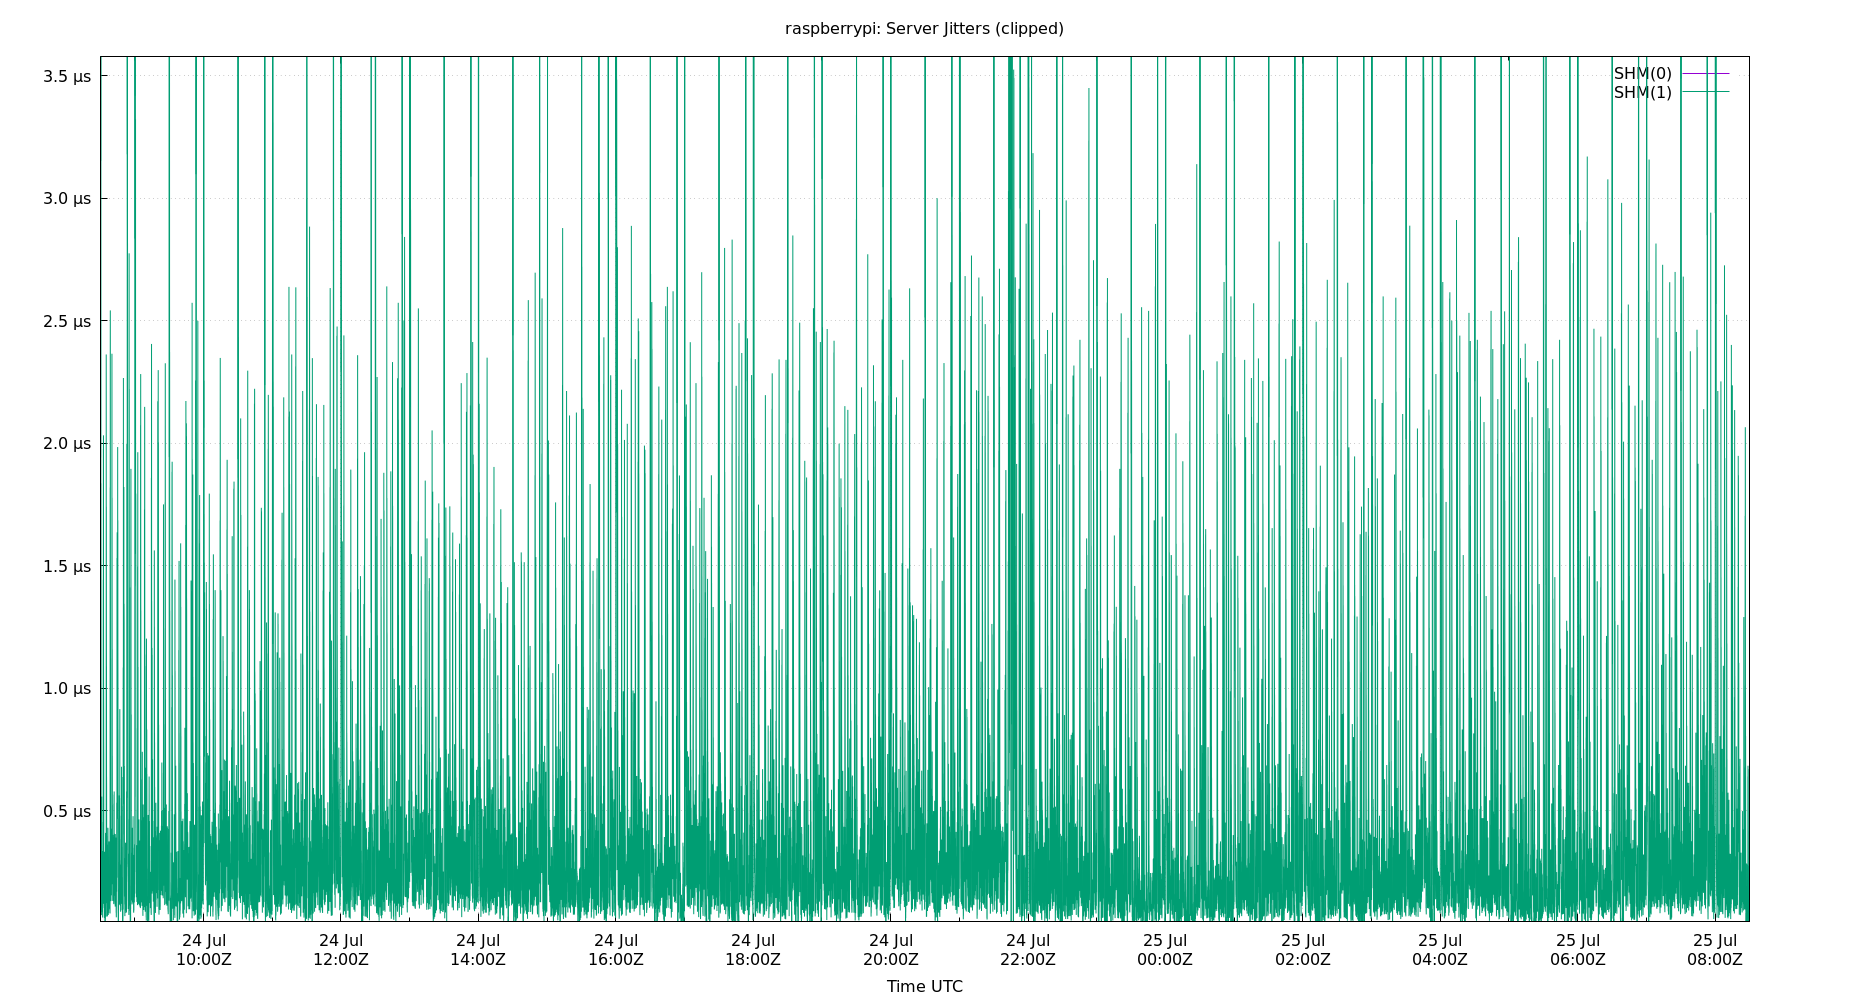 raspberrypi: Server Jitters (clipped)
3.5 µs
SHM(0)
SHM(1)
3.0 µs
2.5 µs
2.0 µs
1.5 µs
1.0 µs
0.5 µs
24 Jul 24 Jul 24 Jul 24 Jul 24 Jul 24 Jul 24 Jul 25 Jul 25 Jul 25 Jul 25 Jul 25 Jul
10:00Z 12:00Z 14:00Z 16:00Z 18:00Z 20:00Z 22:00Z 00:00Z 02:00Z 04:00Z 06:00Z 08:00Z
Time UTC